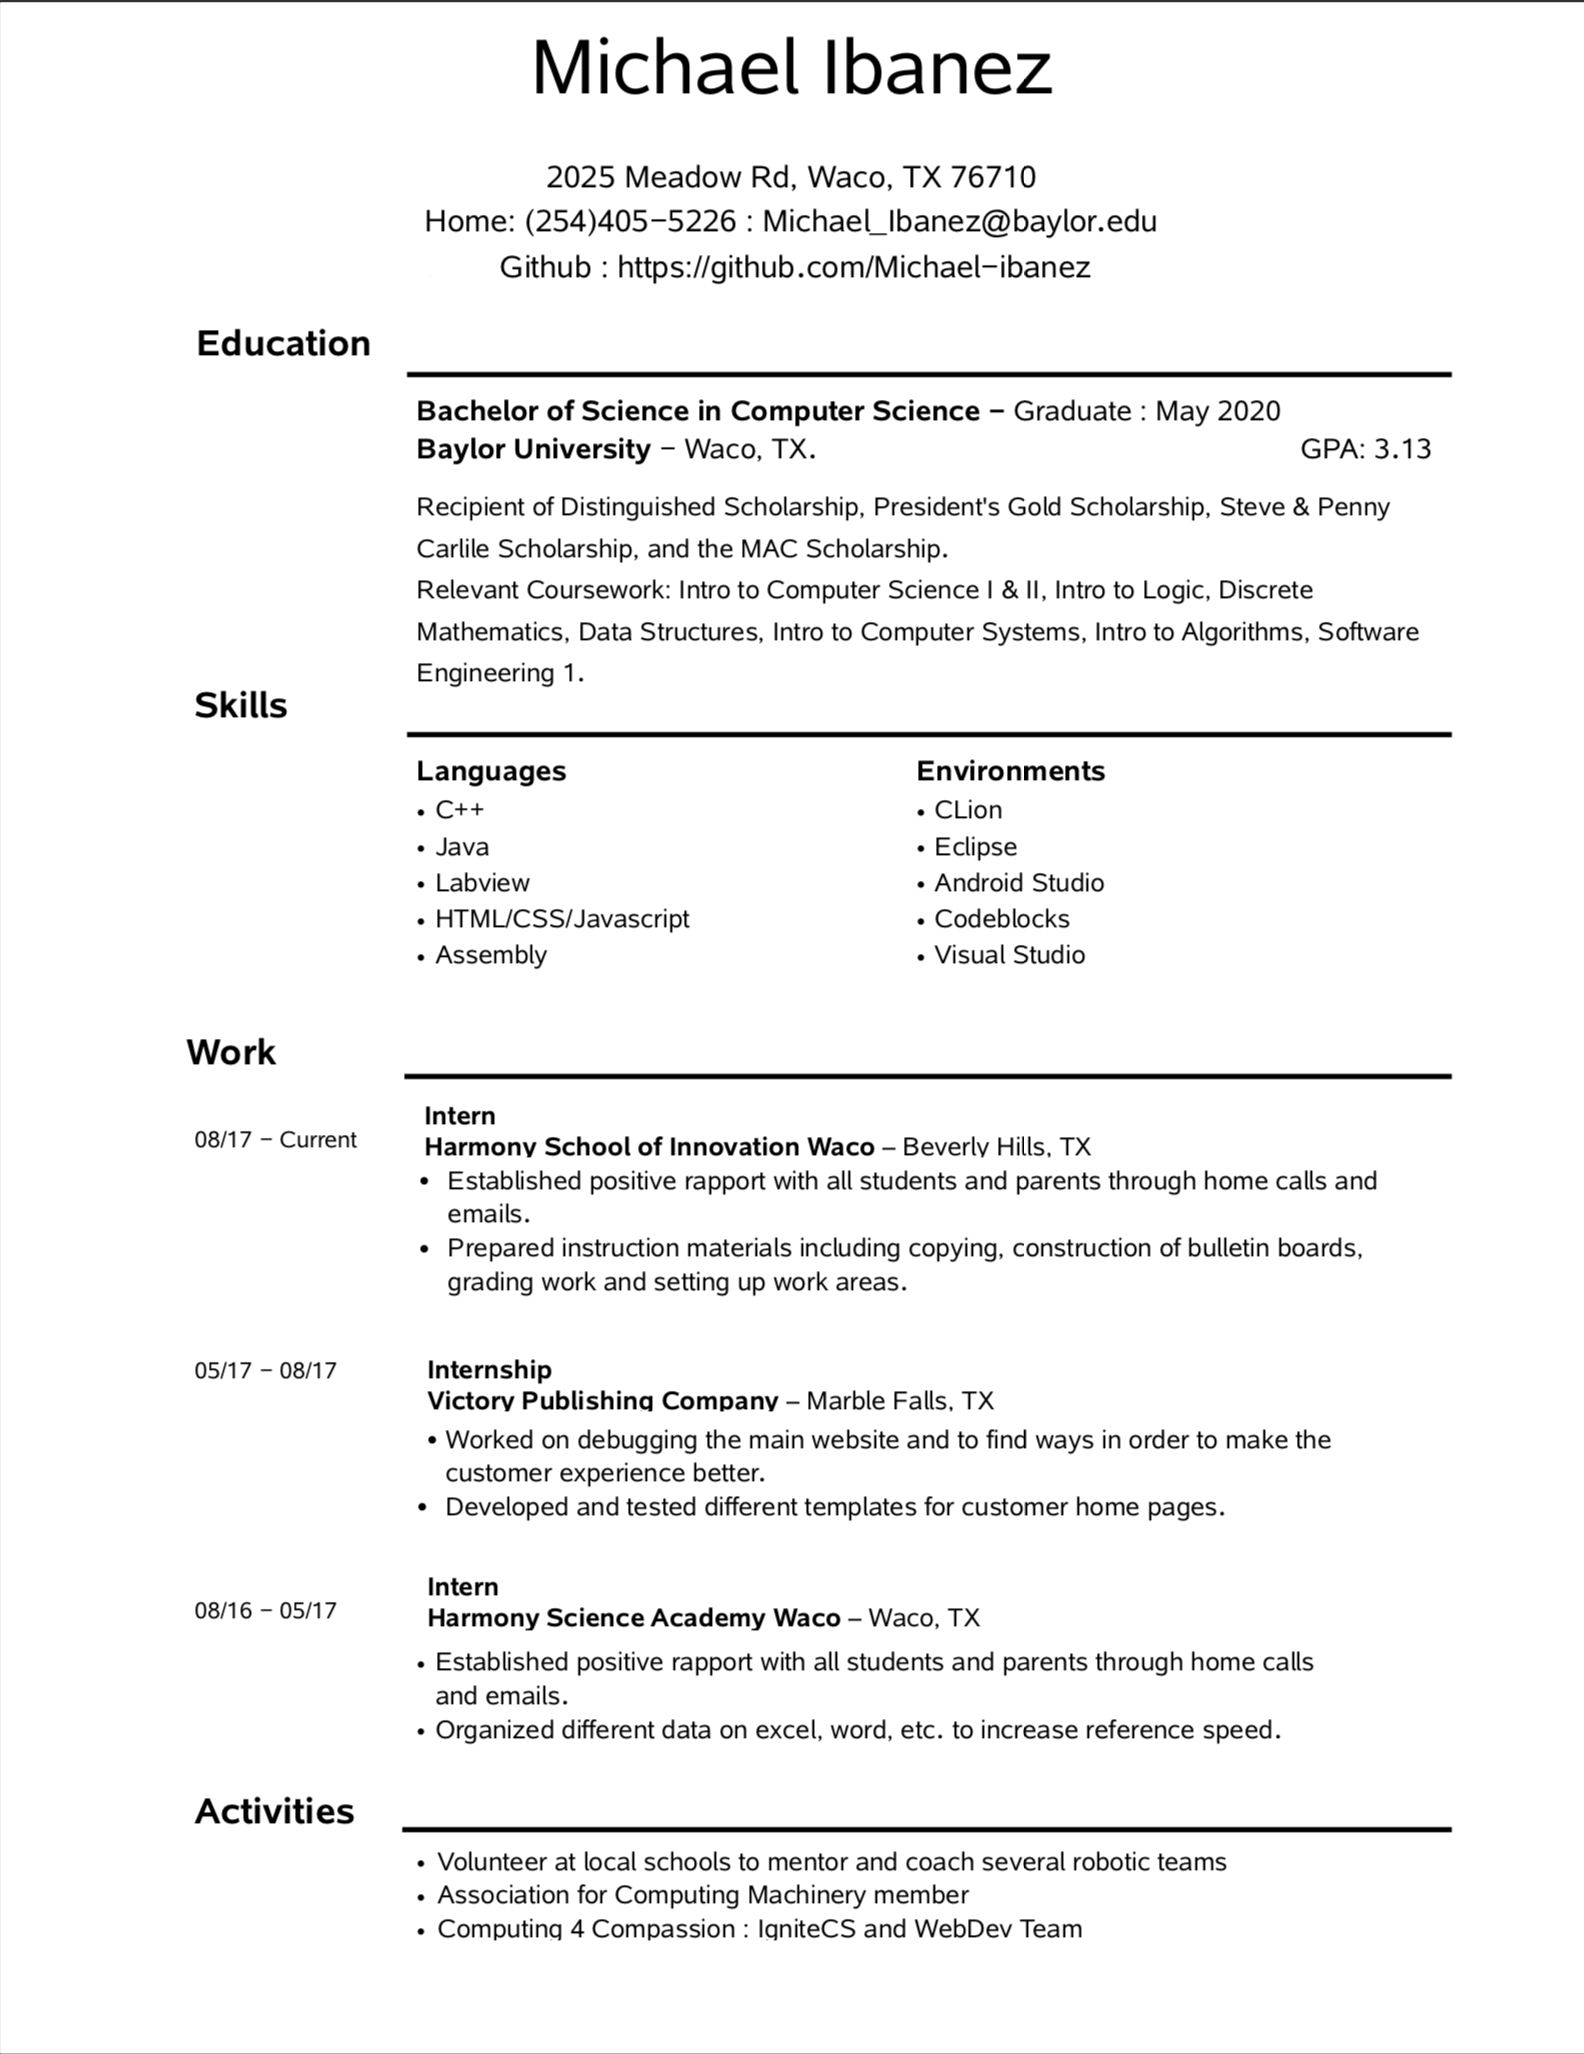 Michael Ibanez
2025 Meadow Rd, Waco, TX 76710
Home: (254)405-5226 : Michael_Ibanez@baylor.edu
Github : https://github.com/Michael-ibanez
Education
Bachelor of Science in Computer Science - Graduate : May 2020
Baylor University - Waco, TX. GPA: 3.13
Recipient of Distinguished Scholarship, President's Gold Scholarship, Steve & Penny
Carlile Scholarship, and the MAC Scholarship.
Relevant Coursework: Intro to Computer Science I & II, Intro to Logic, Discrete
Mathematics, Data Structures, Intro to Computer Systems, Intro to Algorithms, Software
Engineering 1.
Skills
Languages
• C++
• Java
• Labview
• HTML/CSS/Javascript
• Assembly
Environments
• CLion
• Eclipse
• Android Studio
• Codeblocks
• Visual Studio
Work
08/17 - Current
Intern
Harmony School of Innovation Waco – Beverly Hills, TX
• Established positive rapport with all students and parents through home calls and
emails.
• Prepared instruction materials including copying, construction of bulletin boards,
grading work and setting up work areas.
05/17 - 08/17
Internship
Victory Publishing Company – Marble Falls, TX
• Worked on debugging the main website and to find ways in order to make the
customer experience better.
• Developed and tested different templates for customer home pages.
08/16 - 05/17
Intern
Harmony Science Academy Waco – Waco, TX
• Established positive rapport with all students and parents through home calls
and emails.
• Organized different data on excel, word, etc. to increase reference speed.
Activities
• Volunteer at local schools to mentor and coach several robotic teams
• Association for Computing Machinery member
• Computing 4 Compassion : IgniteCS and WebDev Team